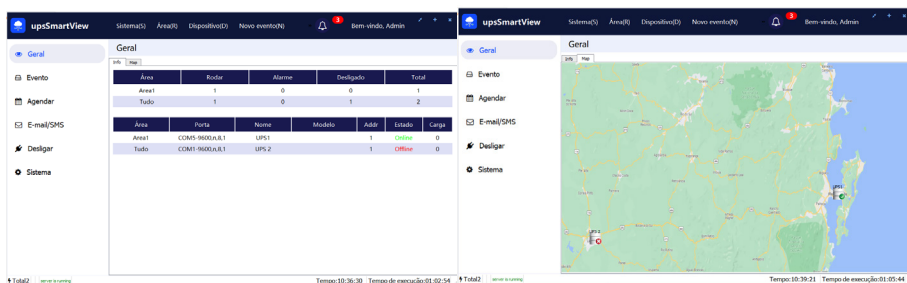 upsSmartView Sistema(S) Área(R) Dispositivo(D) Novo evento(N) 3 Bem-vindo, Admin
Geral
Evento
Agendar
E-mail/SMS
Desligar
Sistema
Geral
Info Map
Área Rodar Alarme Desligado Total
Area1 1 0 0 1
Tudo 1 0 1 2
Área Porta Nome Modelo Addr Estado Carga
Area1 COM5-9600,n,8,1 UPS1 1 Online 0
Tudo COM1-9600,n,8,1 UPS 2 1 Offline 0
Total2 server is running Tempo:10:36:30 Tempo de execução:01:02:54
upsSmartView Sistema(S) Área(R) Dispositivo(D) Novo evento(N) 3 Bem-vindo, Admin
Geral
Evento
Agendar
E-mail/SMS
Desligar
Sistema
Geral
Info Map
UPS1
UPS 2
Total2 server is running Tempo:10:39:21 Tempo de execução:01:05:44